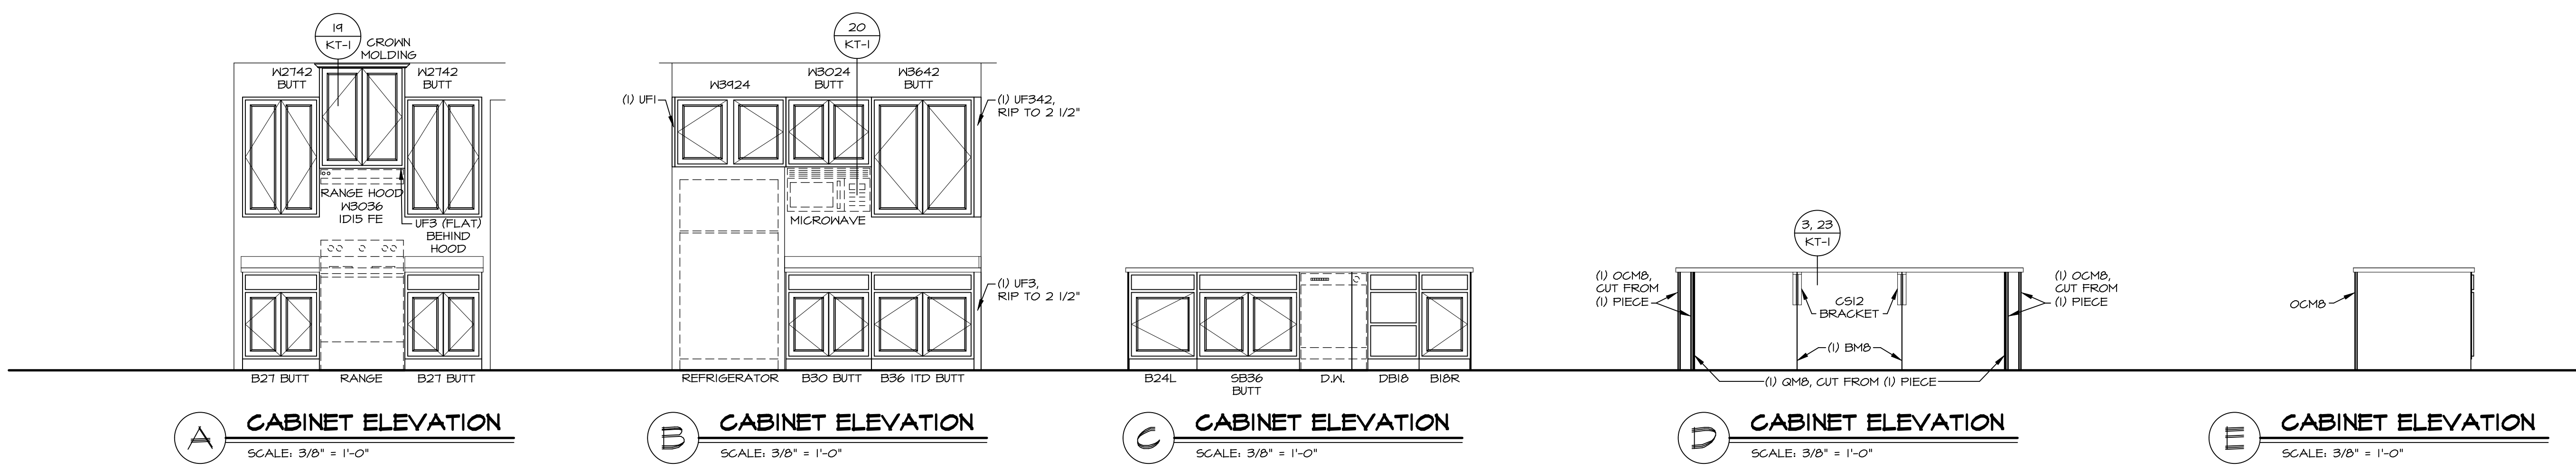 19
KT-1
CROWN
MOLDING
W2742
BUTT
W2742
BUTT
RANGE HOOD
W3036
1D15 FE
UF3 (FLAT)
BEHIND
HOOD
B27 BUTT
RANGE
B27 BUTT
A
CABINET ELEVATION
SCALE: 3/8" = 1'-0"
20
KT-1
W3924
W3024
BUTT
W3642
BUTT
(1) UF1
(1) UF342,
RIP TO 2 1/2"
MICROWAVE
(1) UF3,
RIP TO 2 1/2"
REFRIGERATOR
B30 BUTT
B36 1TD BUTT
B
CABINET ELEVATION
SCALE: 3/8" = 1'-0"
B24L
SB36
BUTT
D.W.
DB18
B18R
C
CABINET ELEVATION
SCALE: 3/8" = 1'-0"
3, 23
KT-1
(1) OCM8,
CUT FROM
(1) PIECE
CS12
BRACKET
(1) OCM8,
CUT FROM
(1) PIECE
(1) BM8
(1) QM8, CUT FROM (1) PIECE
D
CABINET ELEVATION
SCALE: 3/8" = 1'-0"
OCM8
E
CABINET ELEVATION
SCALE: 3/8" = 1'-0"